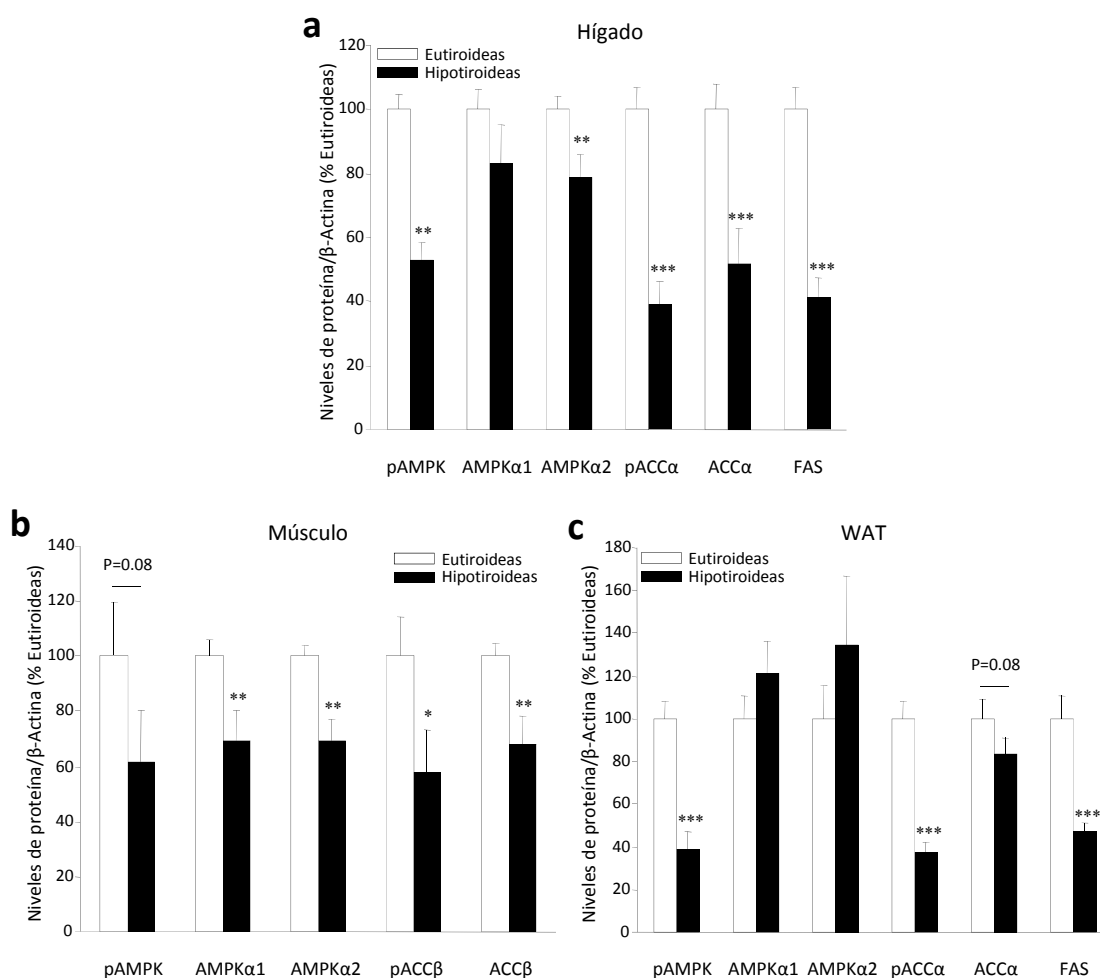 a
Hígado
Niveles de proteína/β-Actina (% Eutiroideas)
120
100
80
60
40
20
0
Eutiroideas
Hipotiroideas
**
**
***
***
***
pAMPK AMPKα1 AMPKα2 pACCα ACCα FAS
b
Músculo
Niveles de proteína/β-Actina (% Eutiroideas)
140
120
100
80
60
40
20
0
Eutiroideas
Hipotiroideas
P=0.08
**
**
*
**
pAMPK AMPKα1 AMPKα2 pACCβ ACCβ
c
WAT
Niveles de proteína/β-Actina (% Eutiroideas)
180
160
140
120
100
80
60
40
20
0
Eutiroideas
Hipotiroideas
P=0.08
***
***
***
pAMPK AMPKα1 AMPKα2 pACCα ACCα FAS